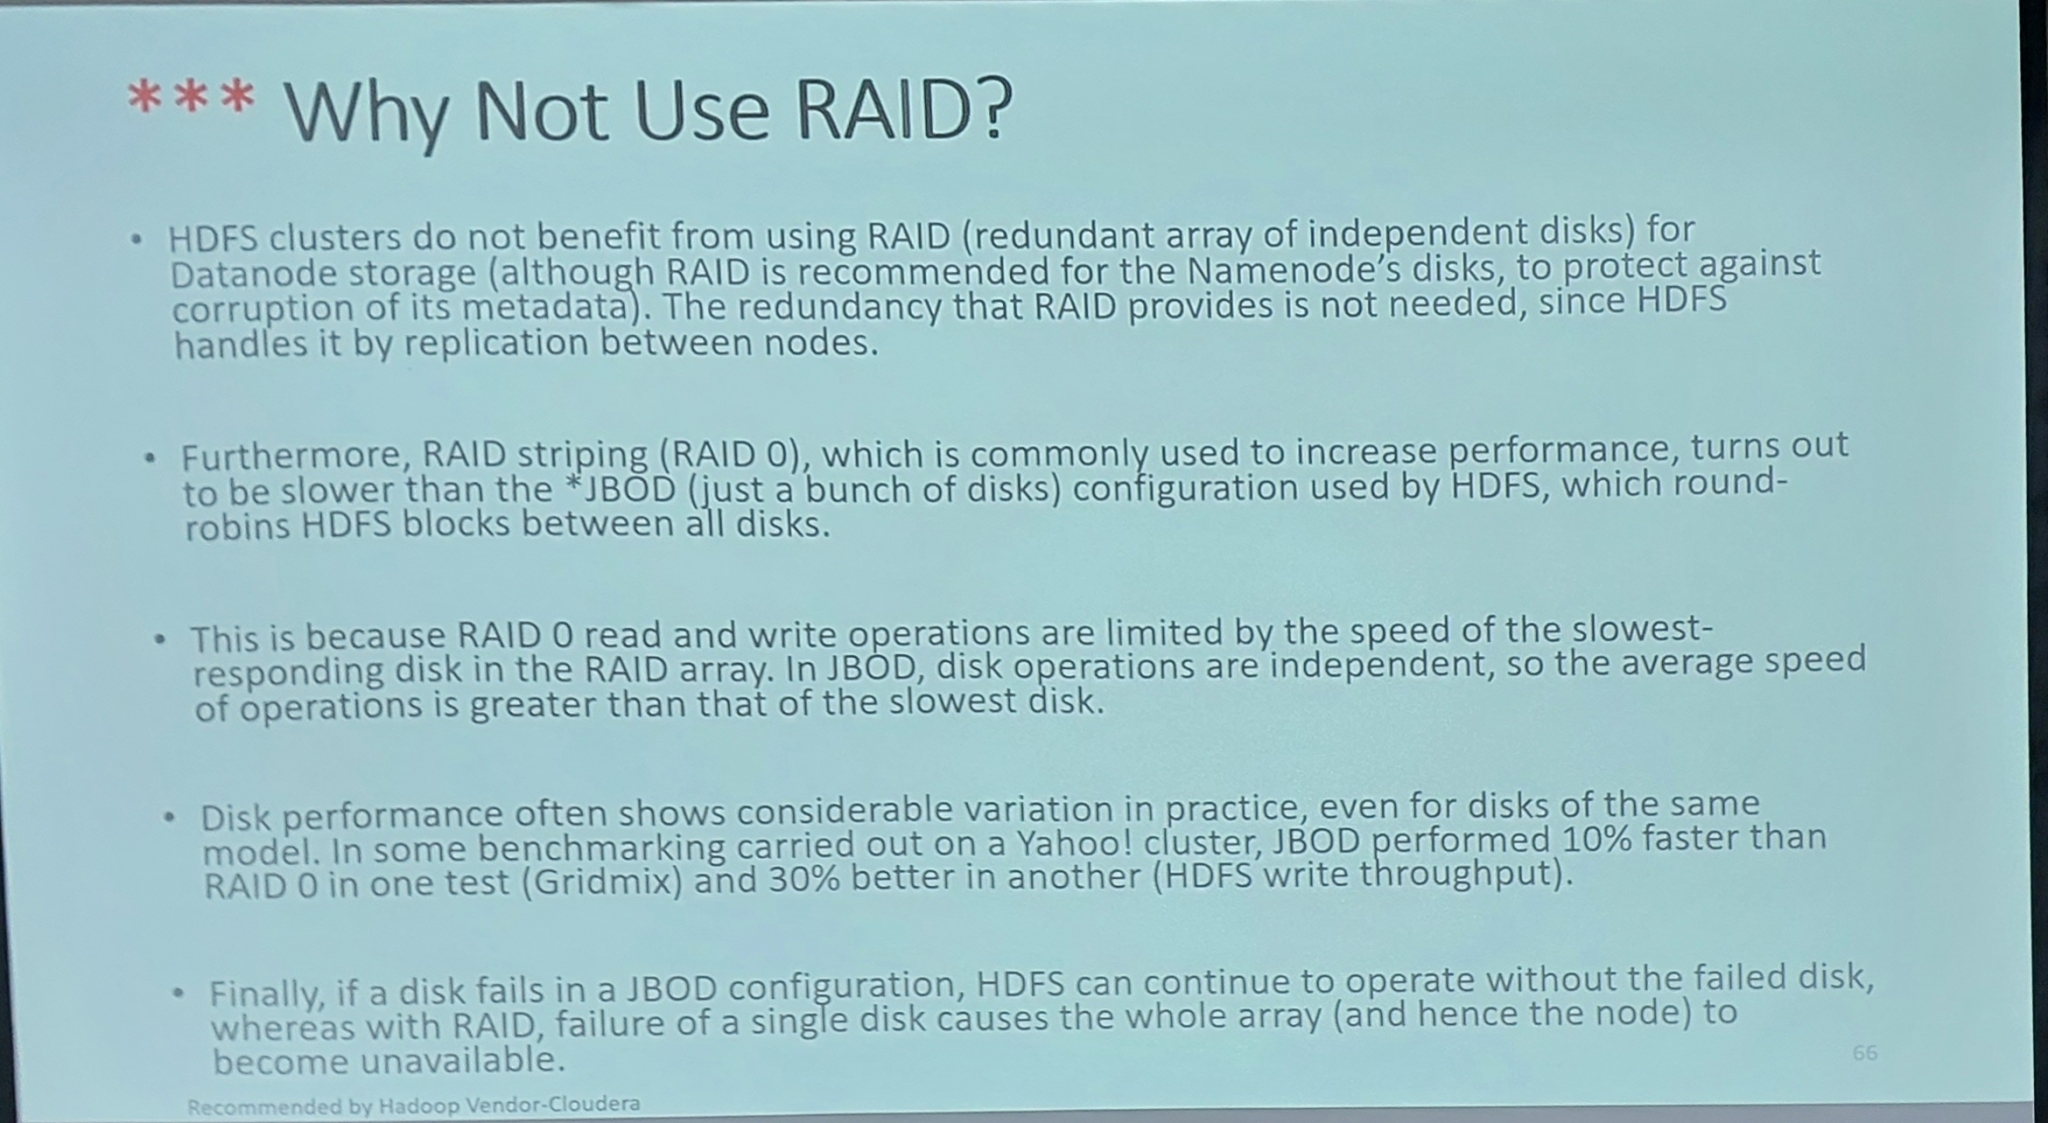 *** Why Not Use RAID?
• HDFS clusters do not benefit from using RAID (redundant array of independent disks) for
Datanode storage (although RAID is recommended for the Namenode's disks, to protect against
corruption of its metadata). The redundancy that RAID provides is not needed, since HDFS
handles it by replication between nodes.
• Furthermore, RAID striping (RAID 0), which is commonly used to increase performance, turns out
to be slower than the *JBOD (just a bunch of disks) configuration used by HDFS, which round-
robins HDFS blocks between all disks.
• This is because RAID 0 read and write operations are limited by the speed of the slowest-
responding disk in the RAID array. In JBOD, disk operations are independent, so the average speed
of operations is greater than that of the slowest disk.
• Disk performance often shows considerable variation in practice, even for disks of the same
model. In some benchmarking carried out on a Yahoo! cluster, JBOD performed 10% faster than
RAID 0 in one test (Gridmix) and 30% better in another (HDFS write throughput).
• Finally, if a disk fails in a JBOD configuration, HDFS can continue to operate without the failed disk,
whereas with RAID, failure of a single disk causes the whole array (and hence the node) to
become unavailable.
66
Recommended by Hadoop Vendor-Cloudera